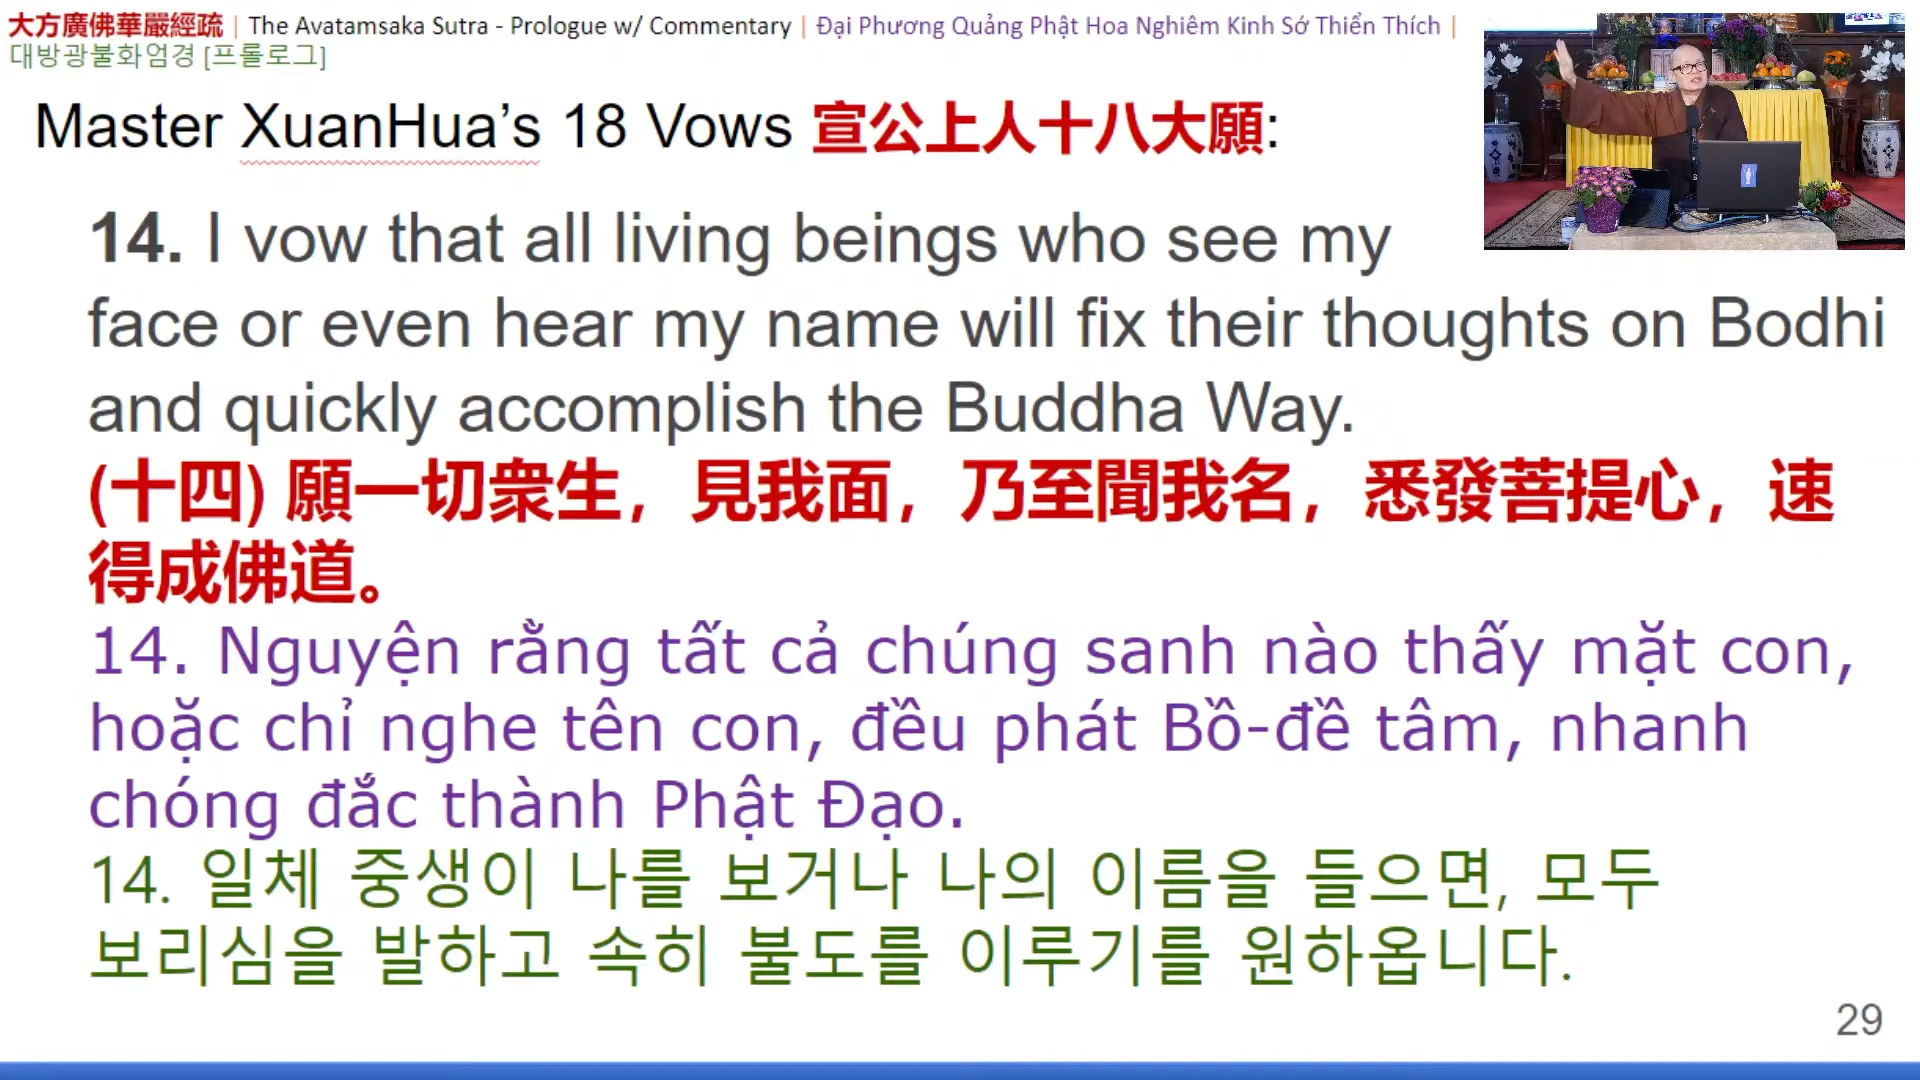 大方廣佛華嚴經疏 | The Avatamsaka Sutra - Prologue w/ Commentary | Đại Phương Quảng Phật Hoa Nghiêm Kinh Sớ Thiển Thích |
대방광불화엄경 [프롤로그]
Master XuanHua’s 18 Vows 宣公上人十八大願:
14. I vow that all living beings who see my
face or even hear my name will fix their thoughts on Bodhi
and quickly accomplish the Buddha Way.
(十四) 願一切衆生，見我面，乃至聞我名，悉發菩提心，速
得成佛道。
14. Nguyện rằng tất cả chúng sanh nào thấy mặt con,
hoặc chỉ nghe tên con, đều phát Bồ-đề tâm, nhanh
chóng đắc thành Phật Đạo.
14. 일체 중생이 나를 보거나 나의 이름을 들으면, 모두
보리심을 발하고 속히 불도를 이루기를 원하옵니다.
29